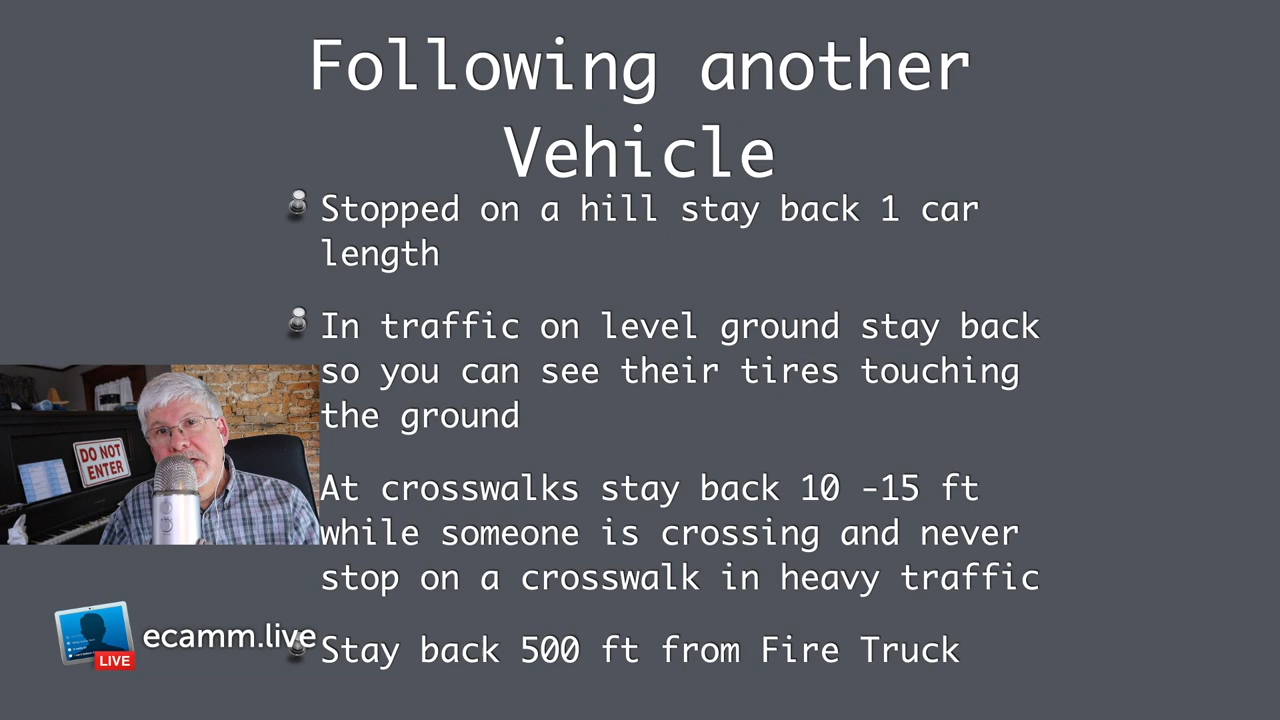 Following another
Vehicle
Stopped on a hill stay back 1 car
length
In traffic on level ground stay back
so you can see their tires touching
the ground
DO NOT
ENTER
At crosswalks stay back 10 -15 ft
while someone is crossing and never
stop on a crosswalk in heavy traffic
ecamm.live
LIVE
Stay back 500 ft from Fire Truck